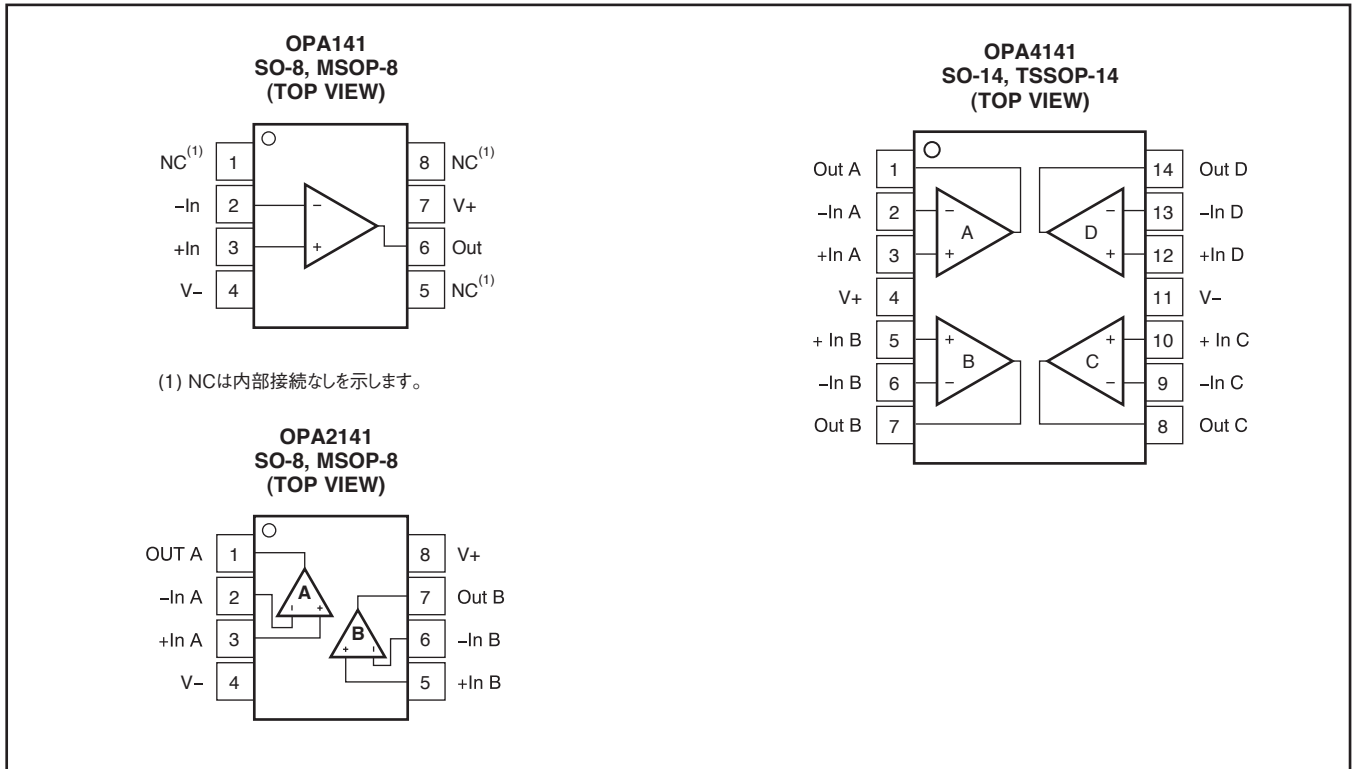 OPA141
SO-8, MSOP-8
(TOP VIEW)
NC(1) 1 8 NC(1)
–In 2 – 7 V+
+In 3 + 6 Out
V– 4 5 NC(1)
(1) NCは内部接続なしを示します。
OPA2141
SO-8, MSOP-8
(TOP VIEW)
OUT A 1 8 V+
–In A 2 A – + 7 Out B
+In A 3 B + – 6 –In B
V– 4 5 +In B
OPA4141
SO-14, TSSOP-14
(TOP VIEW)
Out A 1 14 Out D
–In A 2 – A D – 13 –In D
+In A 3 + + 12 +In D
V+ 4 11 V–
+ In B 5 + B C + 10 + In C
–In B 6 – – 9 –In C
Out B 7 8 Out C